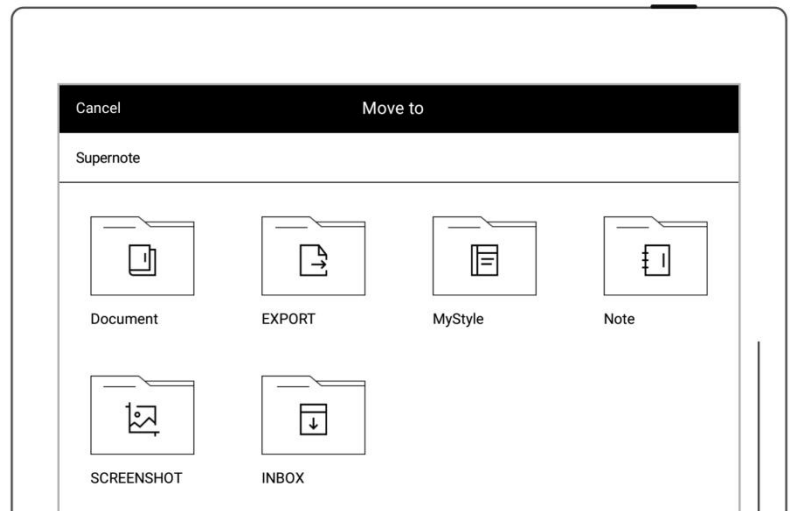 Cancel Move to
Supernote
Document EXPORT MyStyle Note
SCREENSHOT INBOX